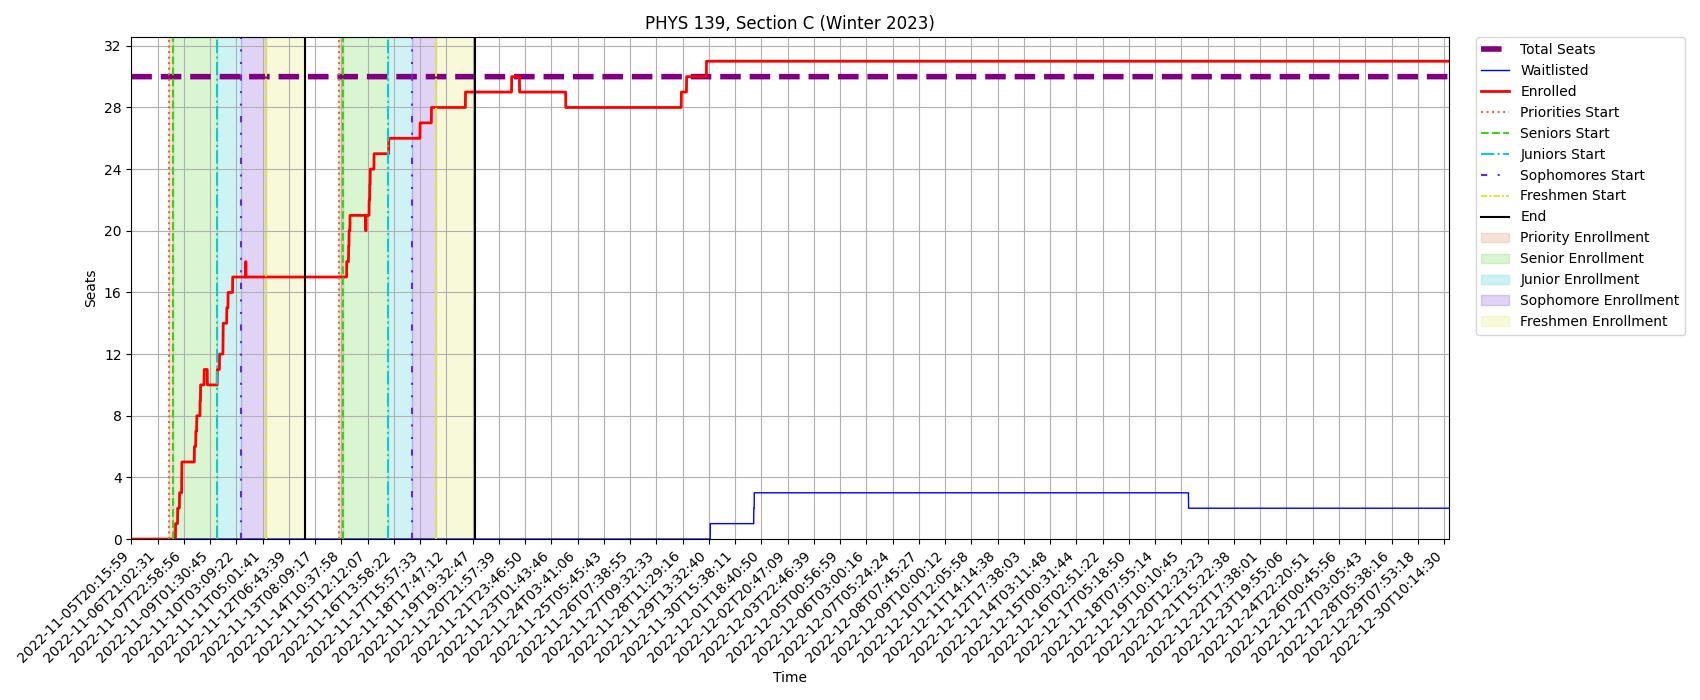 PHYS 139, Section C (Winter 2023)
Seats
32
28
24
20
16
12
8
4
0
2022-11-05T20:15:59
2022-11-06T21:02:31
2022-11-07T22:58:56
2022-11-09T01:30:45
2022-11-10T03:09:22
2022-11-11T05:01:41
2022-11-12T06:43:39
2022-11-13T08:09:17
2022-11-14T10:37:58
2022-11-15T12:12:07
2022-11-16T13:58:22
2022-11-17T15:57:33
2022-11-18T17:47:12
2022-11-19T19:32:47
2022-11-20T21:57:39
2022-11-21T23:46:50
2022-11-23T01:43:46
2022-11-24T03:41:06
2022-11-25T05:45:43
2022-11-26T07:38:55
2022-11-27T09:32:33
2022-11-28T11:29:16
2022-11-29T13:32:40
2022-11-30T15:38:11
2022-12-01T18:40:50
2022-12-02T20:47:09
2022-12-03T22:46:39
2022-12-05T00:56:59
2022-12-06T03:00:16
2022-12-07T05:24:24
2022-12-08T07:45:27
2022-12-09T10:00:12
2022-12-10T12:05:58
2022-12-11T14:14:38
2022-12-12T17:38:03
2022-12-14T03:11:48
2022-12-15T00:31:44
2022-12-16T02:51:22
2022-12-17T05:18:50
2022-12-18T07:55:14
2022-12-19T10:10:45
2022-12-20T12:23:23
2022-12-21T15:22:38
2022-12-22T17:38:01
2022-12-23T19:55:06
2022-12-24T22:20:51
2022-12-26T00:45:56
2022-12-27T03:05:43
2022-12-28T05:38:16
2022-12-29T07:53:18
2022-12-30T10:14:30
Time
Total Seats
Waitlisted
Enrolled
Priorities Start
Seniors Start
Juniors Start
Sophomores Start
Freshmen Start
End
Priority Enrollment
Senior Enrollment
Junior Enrollment
Sophomore Enrollment
Freshmen Enrollment